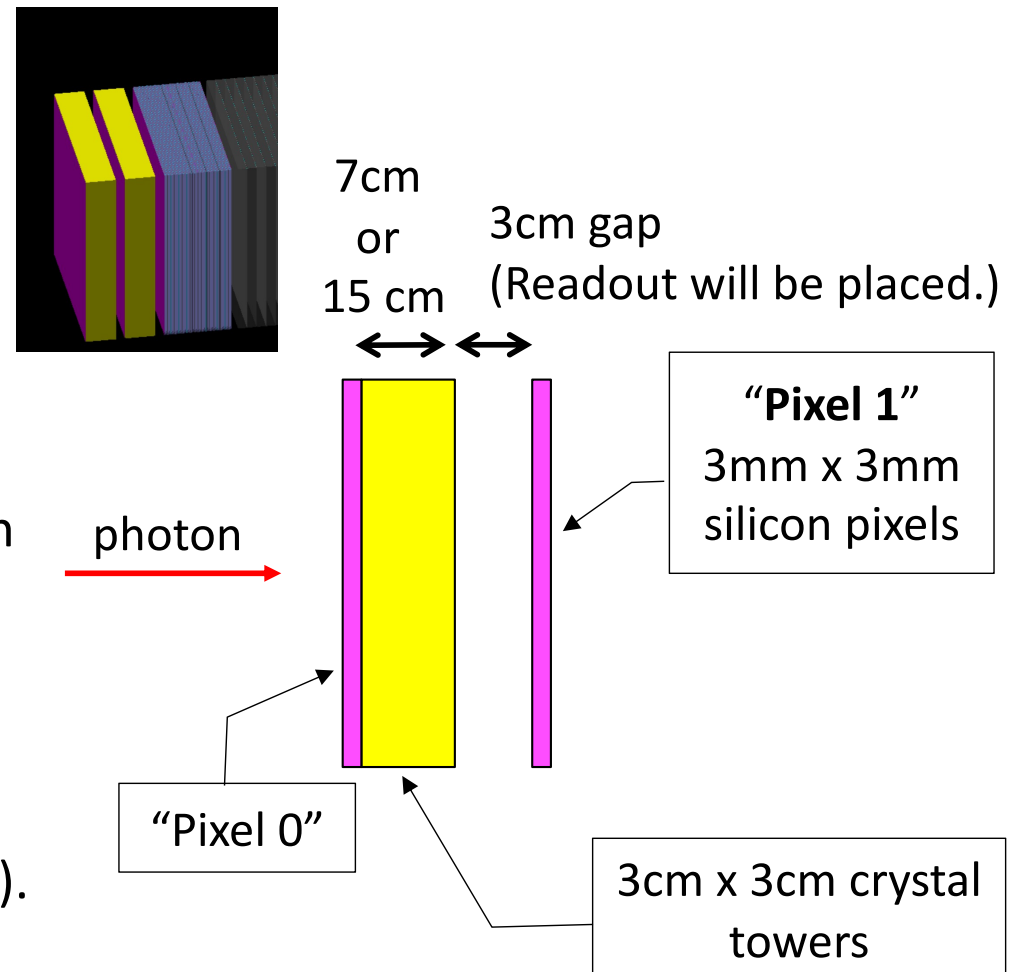 7cm
or
15 cm
3cm gap
(Readout will be placed.)
“Pixel 1”
3mm x 3mm
silicon pixels
photon
“Pixel 0”
).
3cm x 3cm crystal
towers